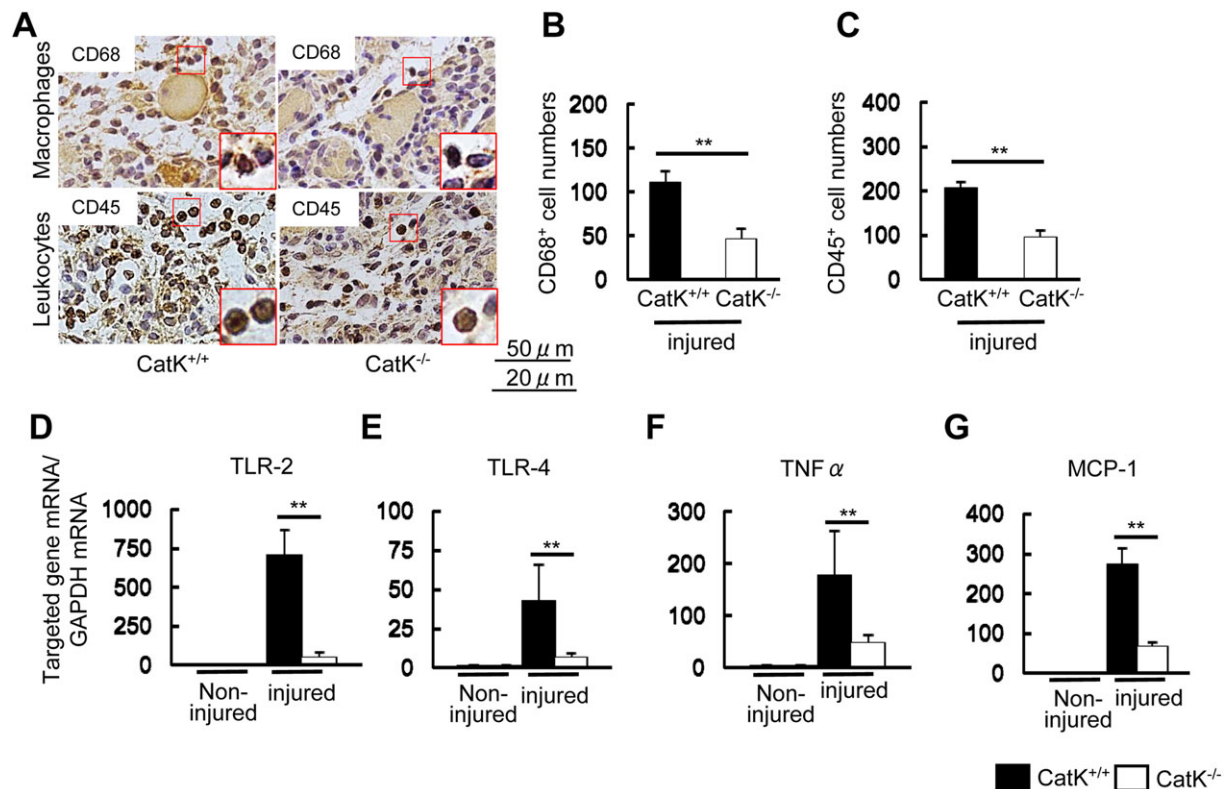 A
Macrophages
CD68
CD68
Leukocytes
CD45
CD45
CatK+/+
CatK-/-
50 μm
20 μm
B
CD68+ cell numbers
200
150
100
50
0
**
CatK+/+ CatK-/-
injured
C
CD45+ cell numbers
400
300
200
100
0
**
CatK+/+ CatK-/-
injured
D
TLR-2
Targeted gene mRNA/
GAPDH mRNA
1000
750
500
250
0
**
Non-
injured
injured
E
TLR-4
100
75
50
25
0
**
Non-
injured
injured
F
TNF α
300
200
100
0
**
Non-
injured
injured
G
MCP-1
400
300
200
100
0
**
Non-
injured
injured
CatK+/+ CatK-/-